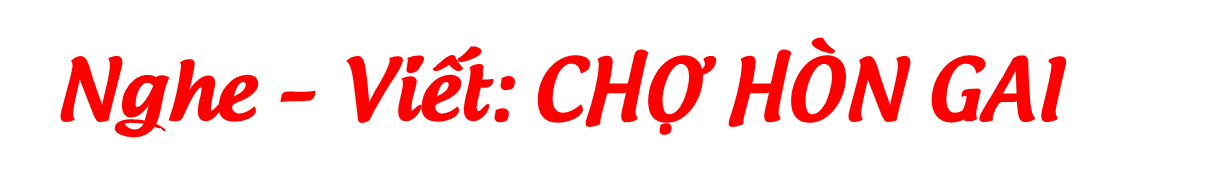 Nghe – Viết: CHỢ HÒN GAI